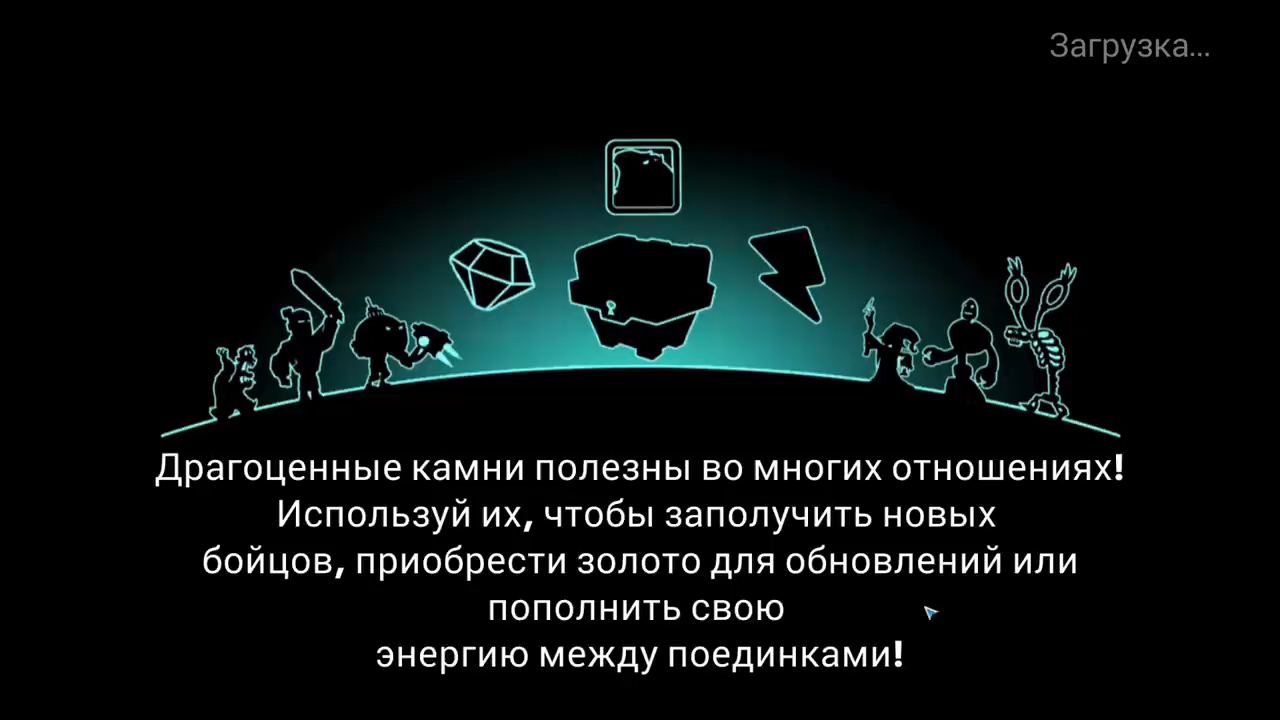 Загрузка...
Драгоценные камни полезны во многих отношениях!
Используй их, чтобы заполучить новых
бойцов, приобрести золото для обновлений или
пополнить свою
энергию между поединками!